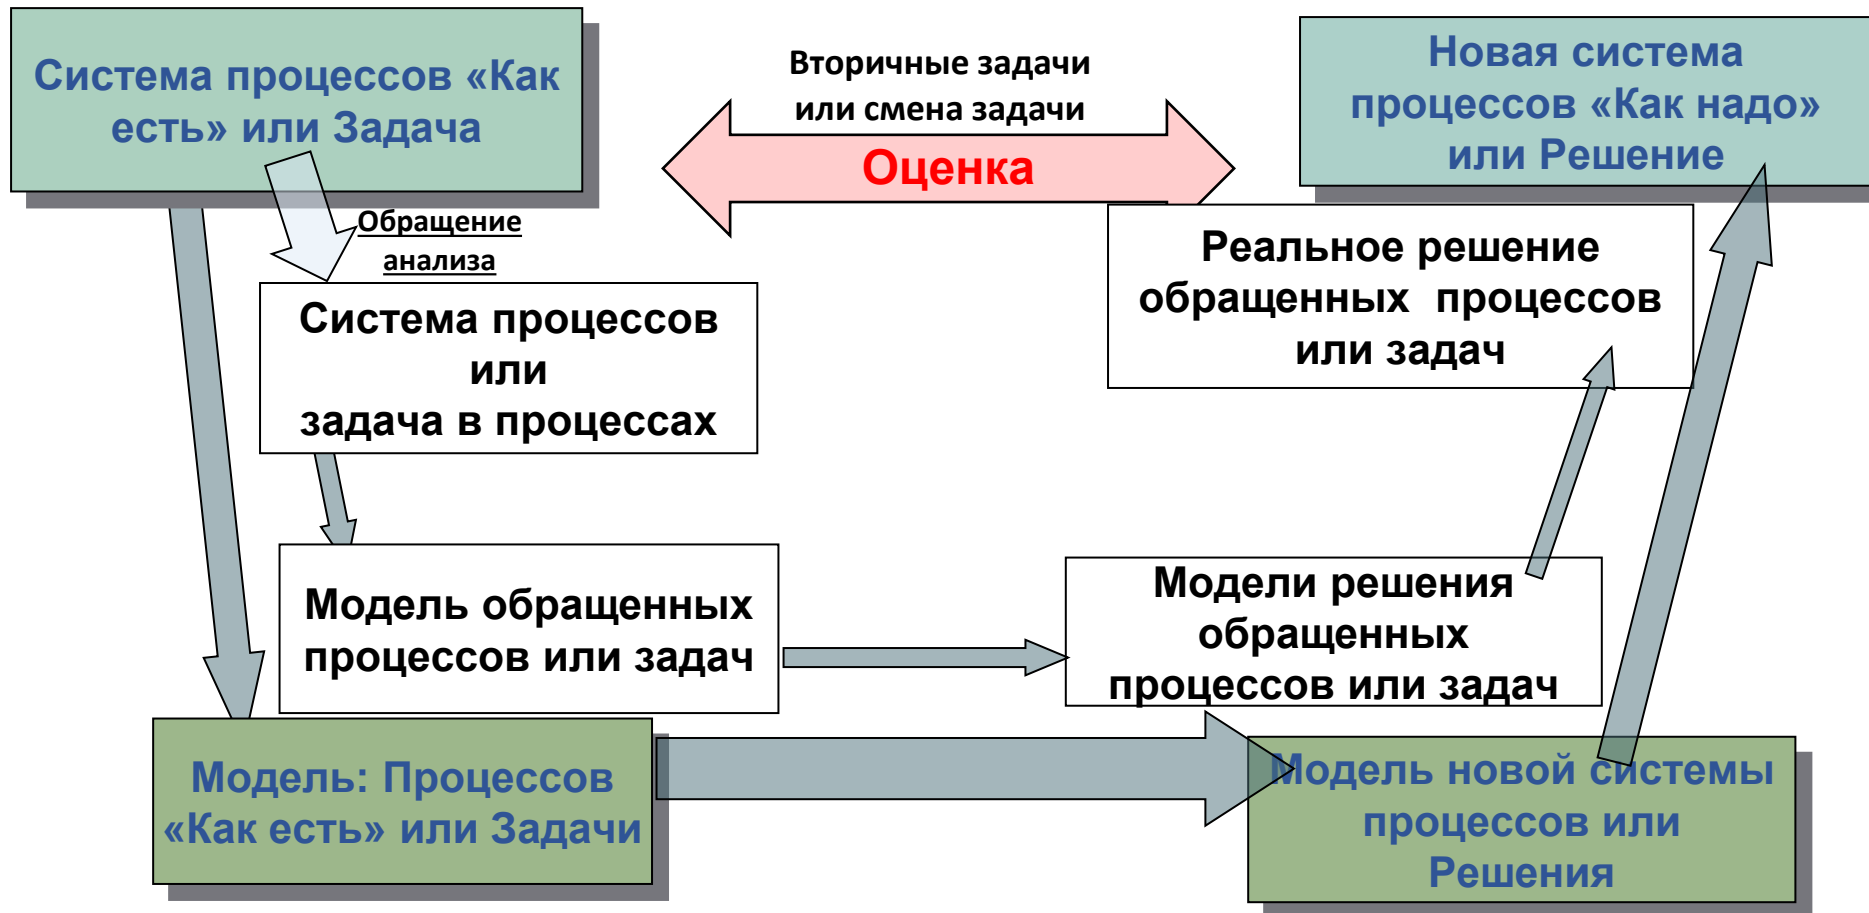 Система процессов «Как
есть» или Задача
Вторичные задачи
или смена задачи
Оценка
Новая система
процессов «Как надо»
или Решение
Обращение
анализа
Система процессов
или
задача в процессах
Реальное решение
обращенных  процессов
или задач
Модель обращенных
процессов или задач
Модели решения
обращенных
процессов или задач
Модель: Процессов
«Как есть» или Задачи
Модель новой системы
процессов или
Решения